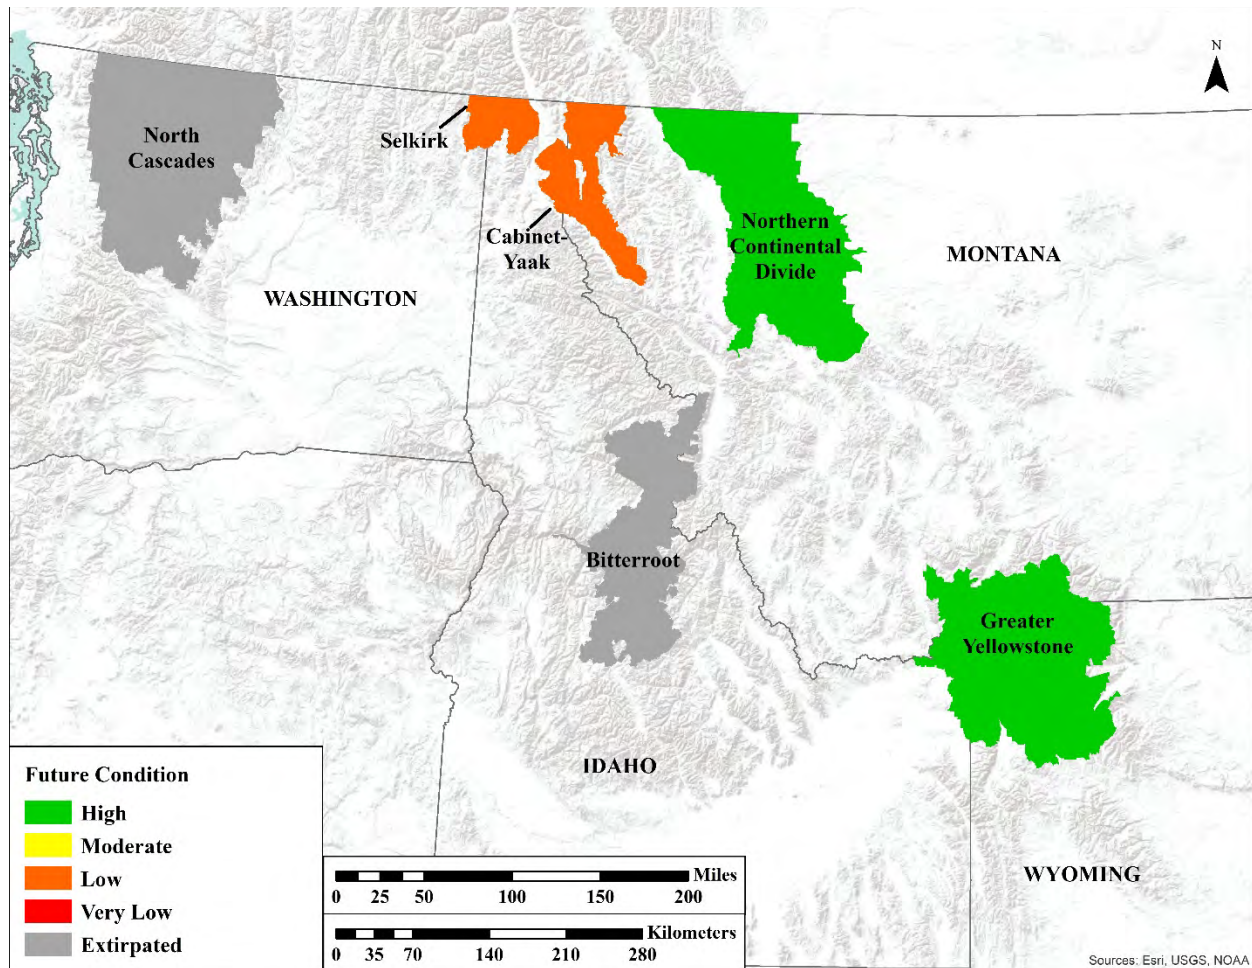 N
North
Cascades
Selkirk
Cabinet-
Yaak
Northern
Continental
Divide
MONTANA
WASHINGTON
Bitterroot
Greater
Yellowstone
IDAHO
WYOMING
Future Condition
High
Moderate
Low
Very Low
Extirpated
Miles
0 25 50 100 150 200
Kilometers
0 35 70 140 210 280
Sources: Esri, USGS, NOAA